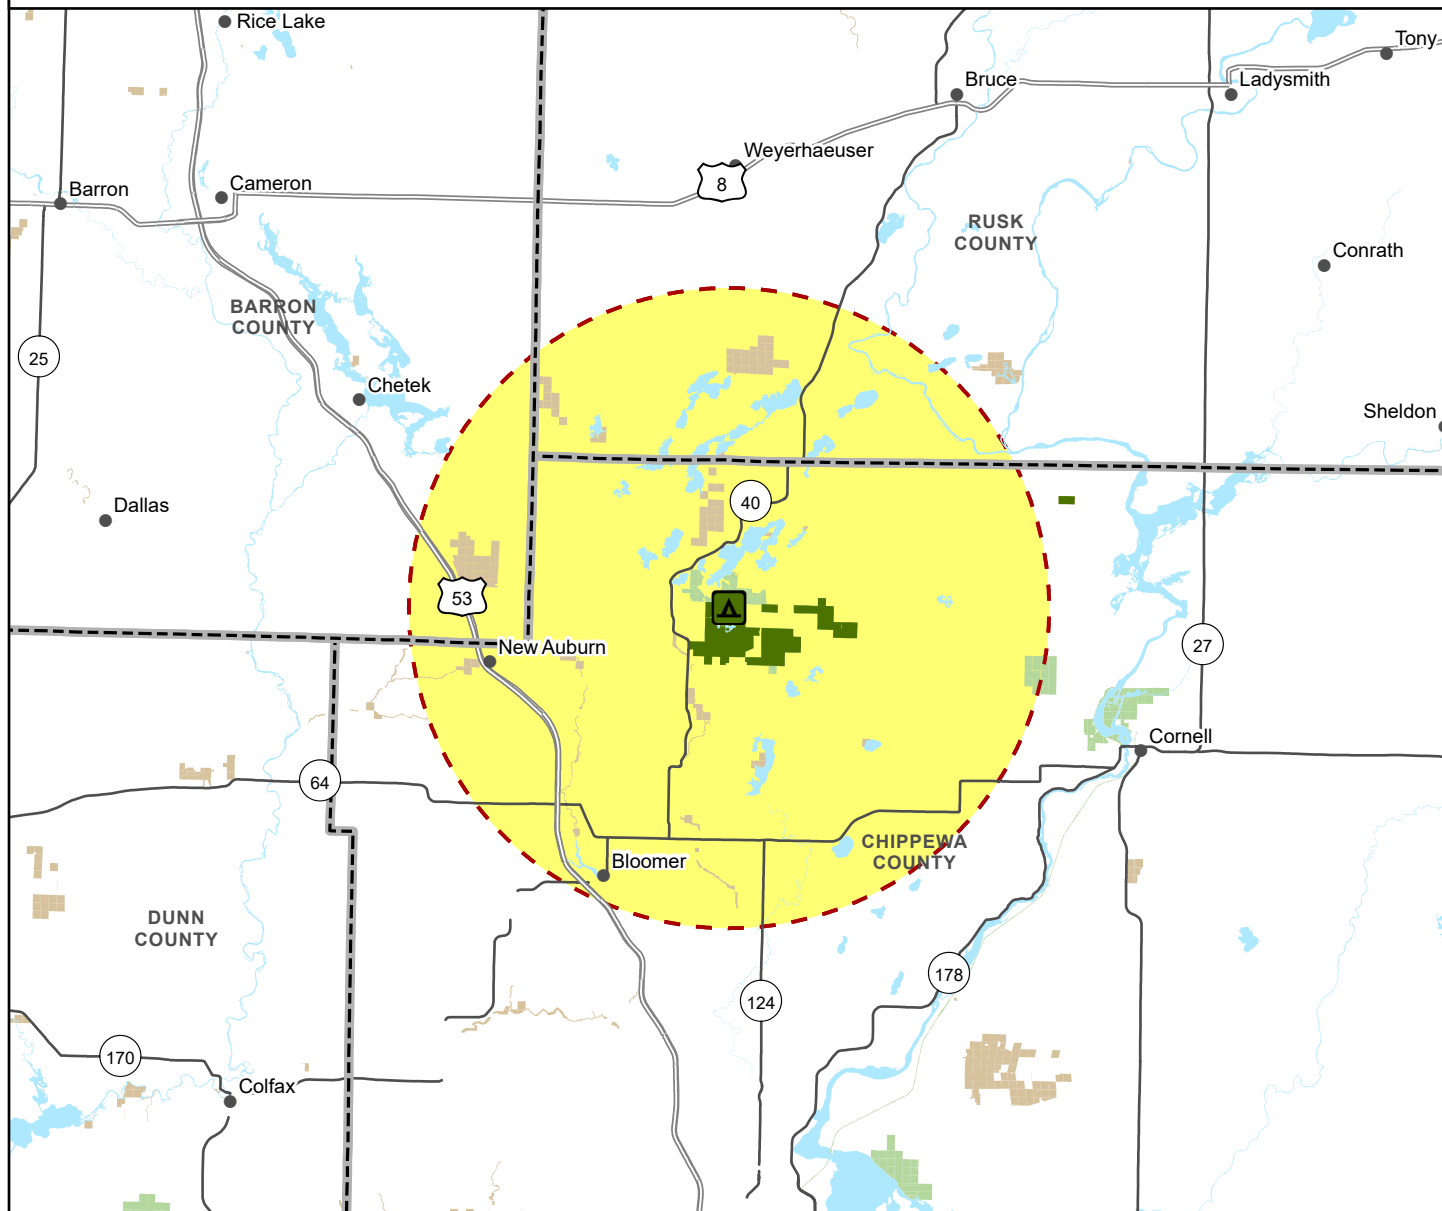 Rice Lake
Tony
Bruce
Ladysmith
Weyerhaeuser
8
Barron
Cameron
RUSK
COUNTY
Conrath
BARRON
COUNTY
25
Chetek
Sheldon
40
Dallas
53
New Auburn
27
Cornell
64
CHIPPEWA
COUNTY
Bloomer
DUNN
COUNTY
178
124
170
Colfax